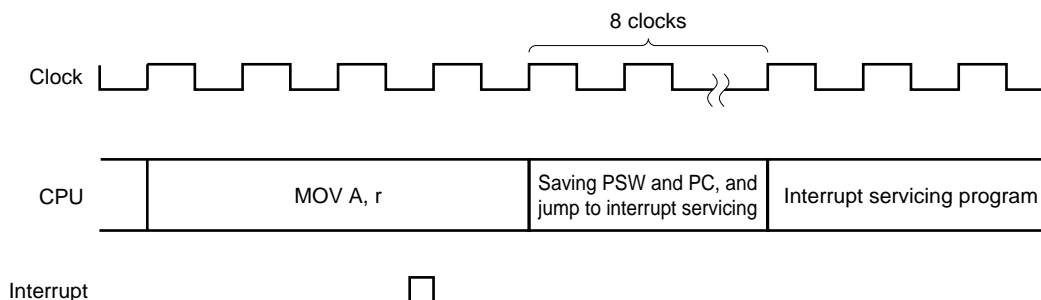 8 clocks
Clock
CPU
MOV A, r
Saving PSW and PC, and
jump to interrupt servicing
Interrupt servicing program
Interrupt